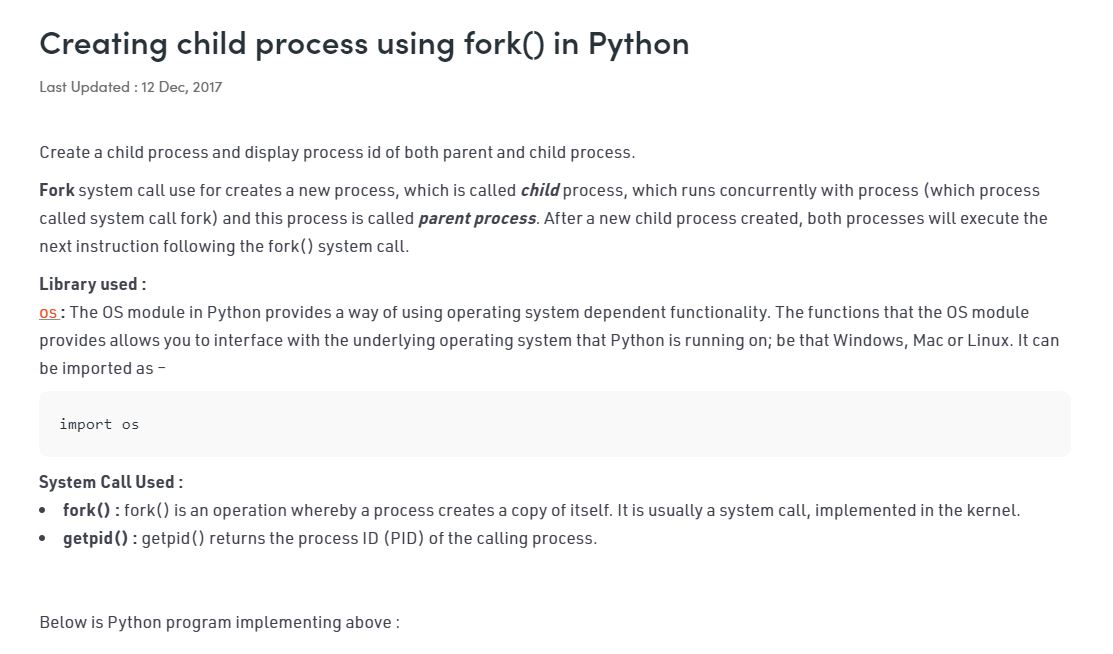 Creating child process using fork() in Python
Last Updated : 12 Dec, 2017
Create a child process and display process id of both parent and child process.
Fork system call use for creates a new process, which is called child process, which runs concurrently with process (which process
called system call fork) and this process is called parent process. After a new child process created, both processes will execute the
next instruction following the fork() system call.
Library used :
os : The OS module in Python provides a way of using operating system dependent functionality. The functions that the OS module
provides allows you to interface with the underlying operating system that Python is running on; be that Windows, Mac or Linux. It can
be imported as –
import os
System Call Used :
• fork() : fork() is an operation whereby a process creates a copy of itself. It is usually a system call, implemented in the kernel.
• getpid() : getpid() returns the process ID (PID) of the calling process.
Below is Python program implementing above :